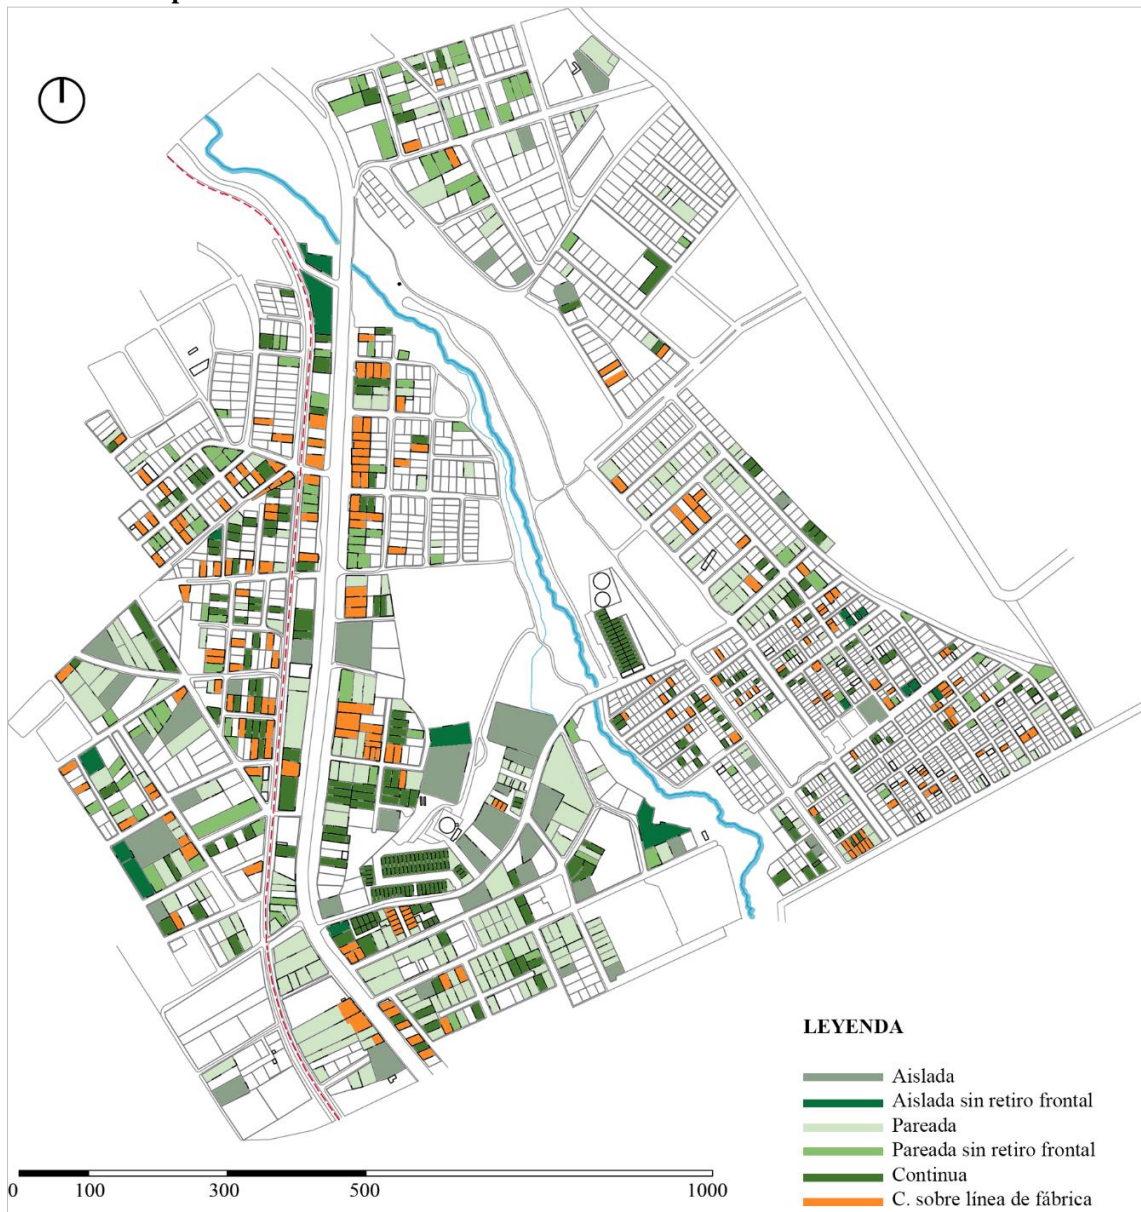 LEYENDA
Aislada
Aislada sin retiro frontal
Pareada
Pareada sin retiro frontal
Continua
C. sobre línea de fábrica
0 100 300 500 1000